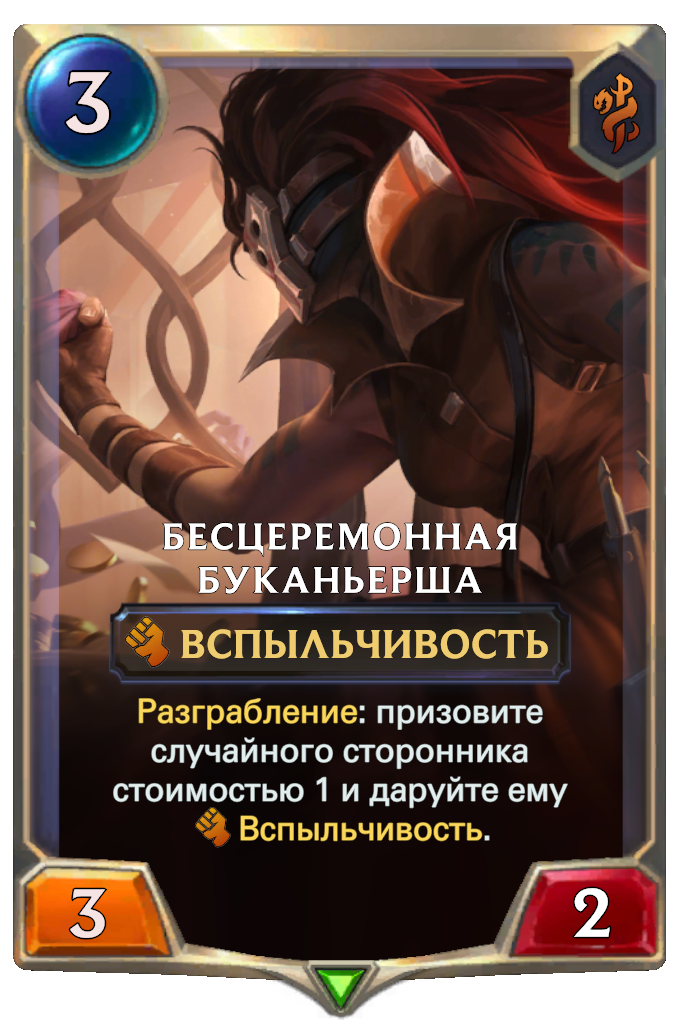 3
БЕСЦЕРЕМОННАЯ
БУКАНЬЕРША
ВСПЫЛЬЧИВОСТЬ
Разграбление: призовите
случайного сторонника
стоимостью 1 и даруйте ему
Вспыльчивость.
3
2